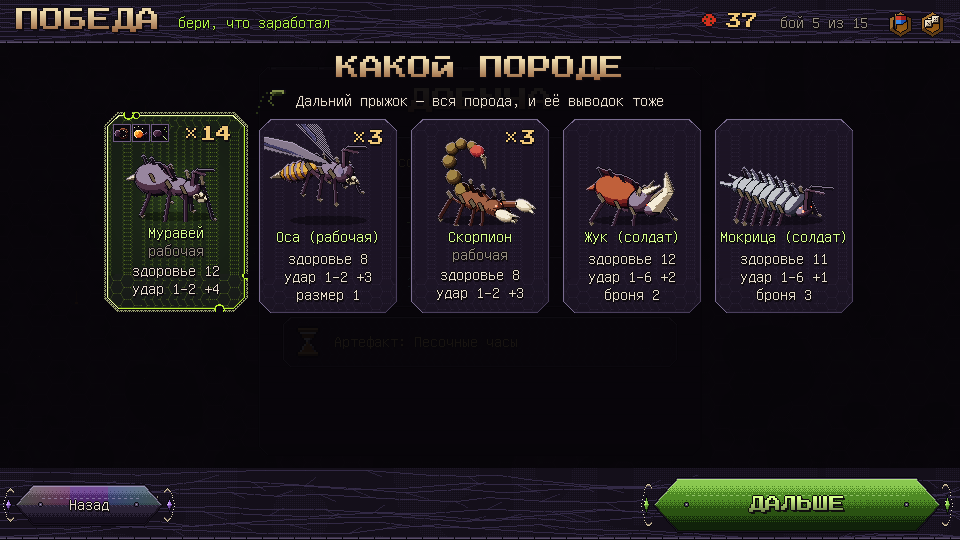 ПОБЕДА
бери, что заработал
37
бой 5 из 15
КАКОЙ ПОРОДЕ
Дальний прыжок — вся порода, и её выводок тоже
×14
Муравей
рабочая
здоровье 12
удар 1-2 +4
×3
Оса (рабочая)
здоровье 8
удар 1-2 +3
размер 1
×3
Скорпион
рабочая
здоровье 8
удар 1-2 +3
Жук (солдат)
здоровье 12
удар 1-6 +2
броня 2
Мокрица (солдат)
здоровье 11
удар 1-6 +1
броня 3
Артефакт: Песочные часы
Назад
ДАЛЬШЕ